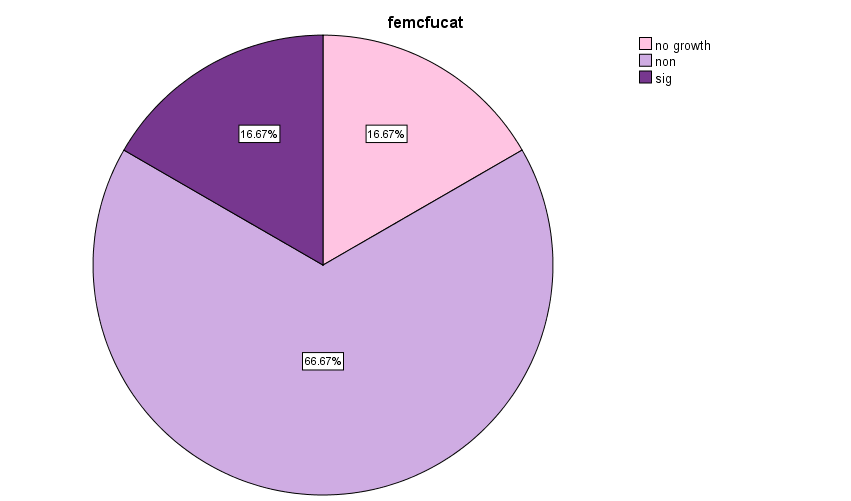 femcfucat
no growth
non
sig
16.67%
16.67%
66.67%